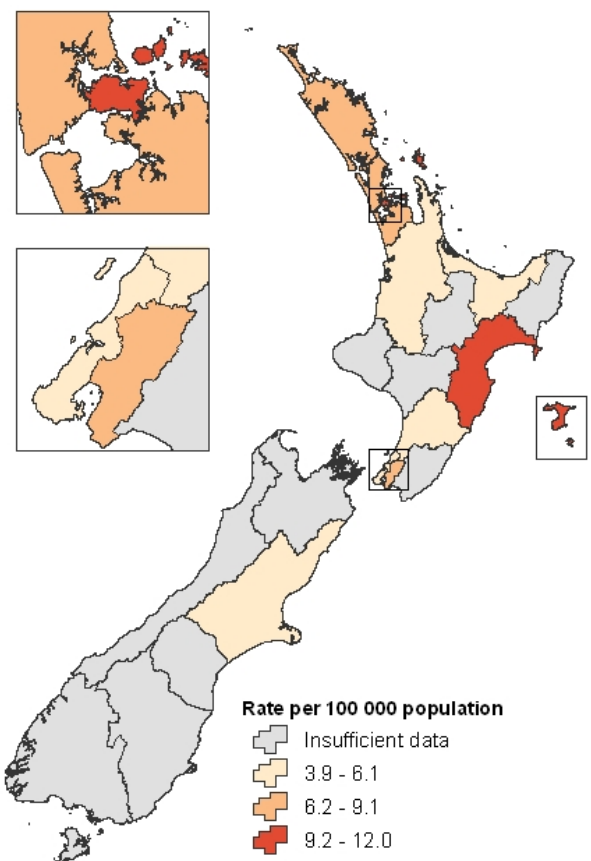 Rate per 100 000 population
Insufficient data
3.9 - 6.1
6.2 - 9.1
9.2 - 12.0